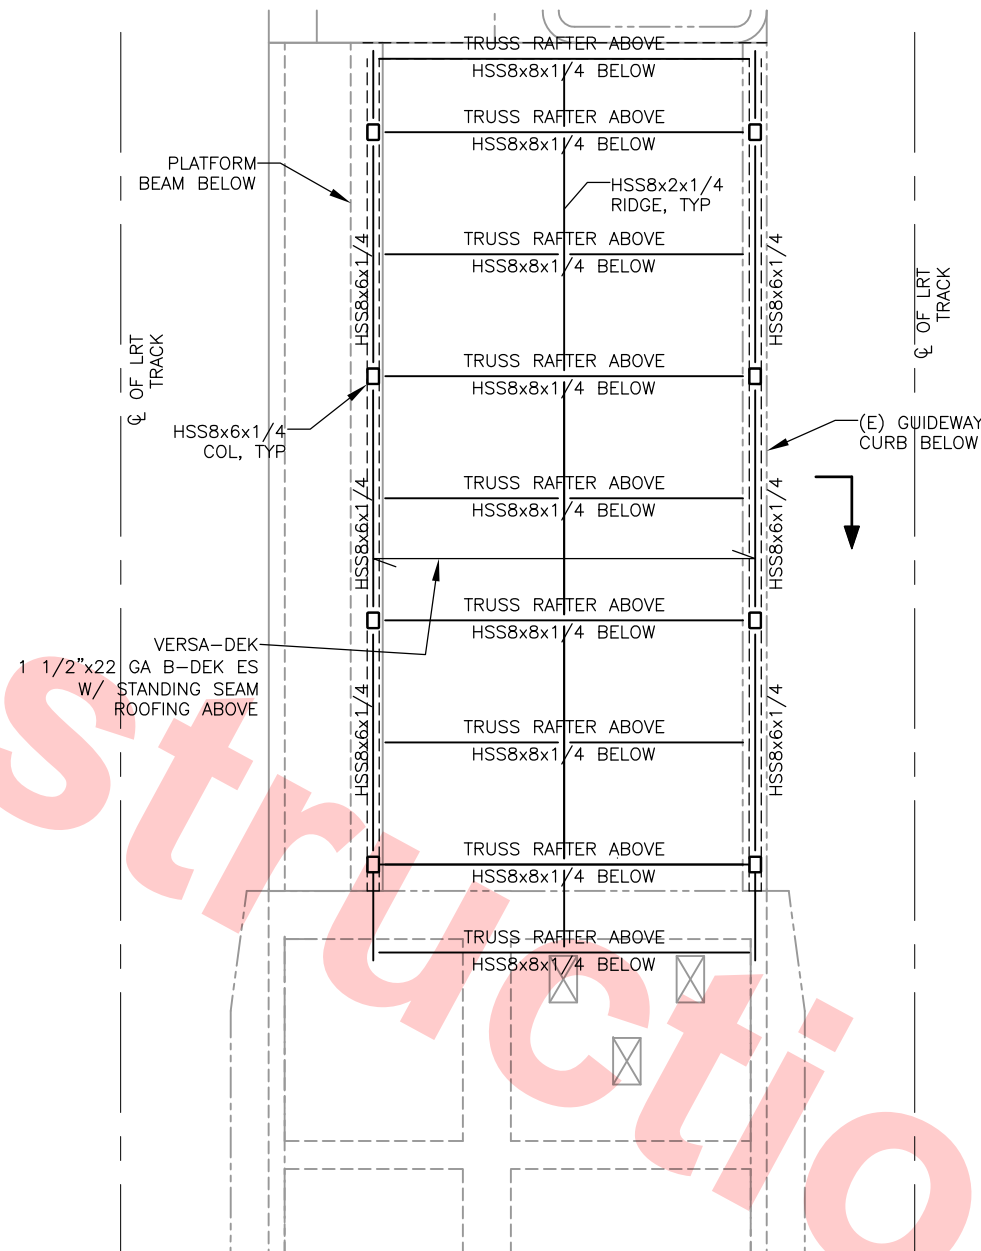 TRUSS RAFTER ABOVE
HSS8x8x1/4 BELOW
TRUSS RAFTER ABOVE
HSS8x8x1/4 BELOW
PLATFORM
BEAM BELOW
HSS8x2x1/4
RIDGE, TYP
HSS8x6x1/4
TRUSS RAFTER ABOVE
HSS8x8x1/4 BELOW
HSS8x6x1/4
℄ OF LRT
TRACK
℄ OF LRT
TRACK
TRUSS RAFTER ABOVE
HSS8x8x1/4 BELOW
HSS8x6x1/4
COL, TYP
(E) GUIDEWAY
CURB BELOW
HSS8x6x1/4
TRUSS RAFTER ABOVE
HSS8x8x1/4 BELOW
HSS8x6x1/4
TRUSS RAFTER ABOVE
HSS8x8x1/4 BELOW
VERSA-DEK
1 1/2"x22 GA B-DEK ES
W/ STANDING SEAM
ROOFING ABOVE
HSS8x6x1/4
TRUSS RAFTER ABOVE
HSS8x8x1/4 BELOW
HSS8x6x1/4
TRUSS RAFTER ABOVE
HSS8x8x1/4 BELOW
TRUSS RAFTER ABOVE
HSS8x8x1/4 BELOW
structio